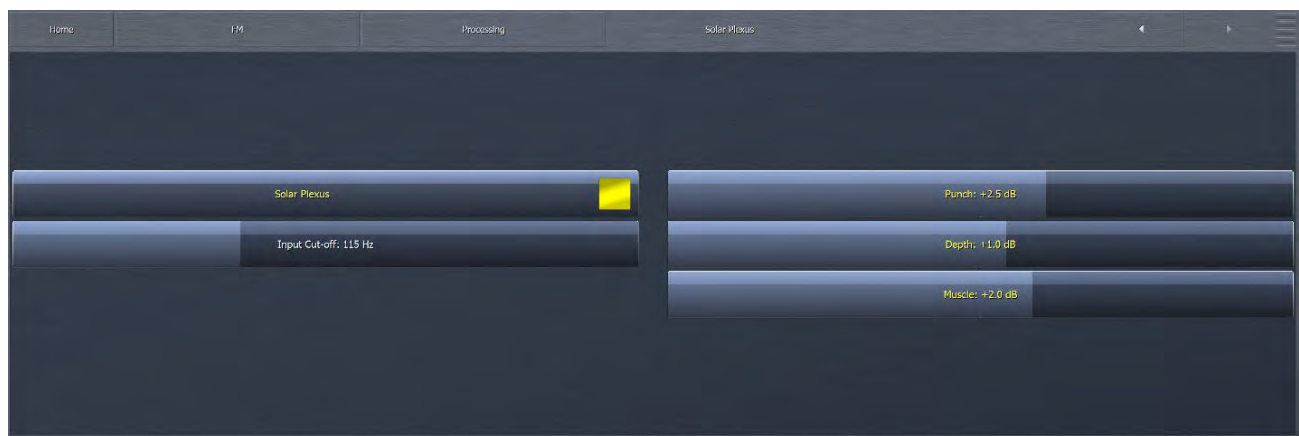 Home FM Processing Solar Plexus
Solar Plexus
Input Cut-off: 115 Hz
Punch: +2.5 dB
Depth: +1.0 dB
Muscle: +2.0 dB